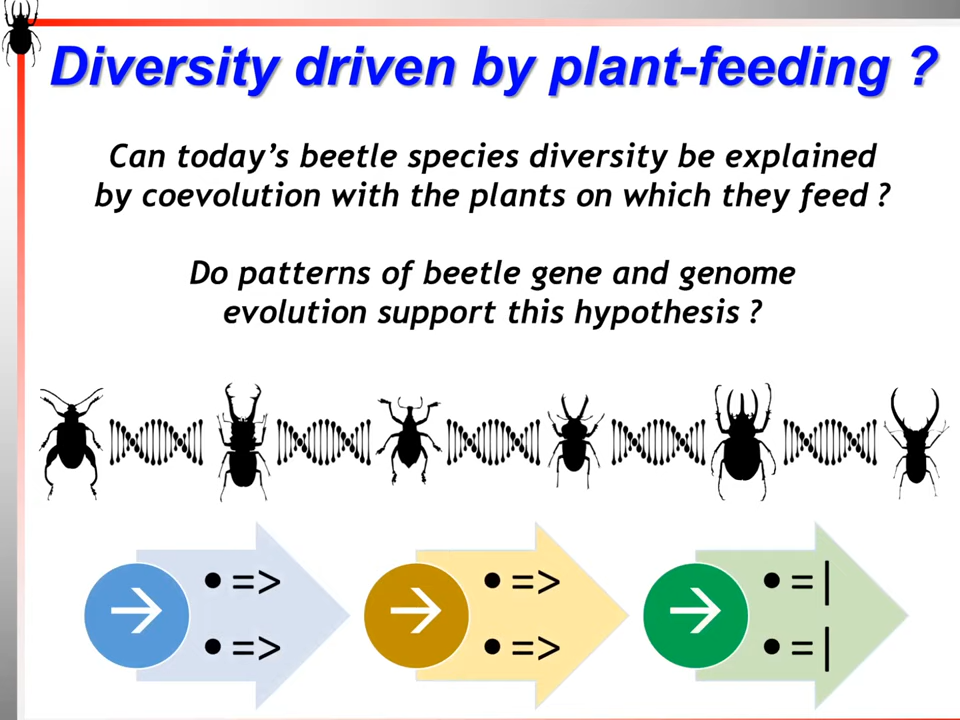 Diversity driven by plant-feeding ?
Can today's beetle species diversity be explained
by coevolution with the plants on which they feed ?
Do patterns of beetle gene and genome
evolution support this hypothesis ?
→ • => → • => → • =|
• => • => • =|